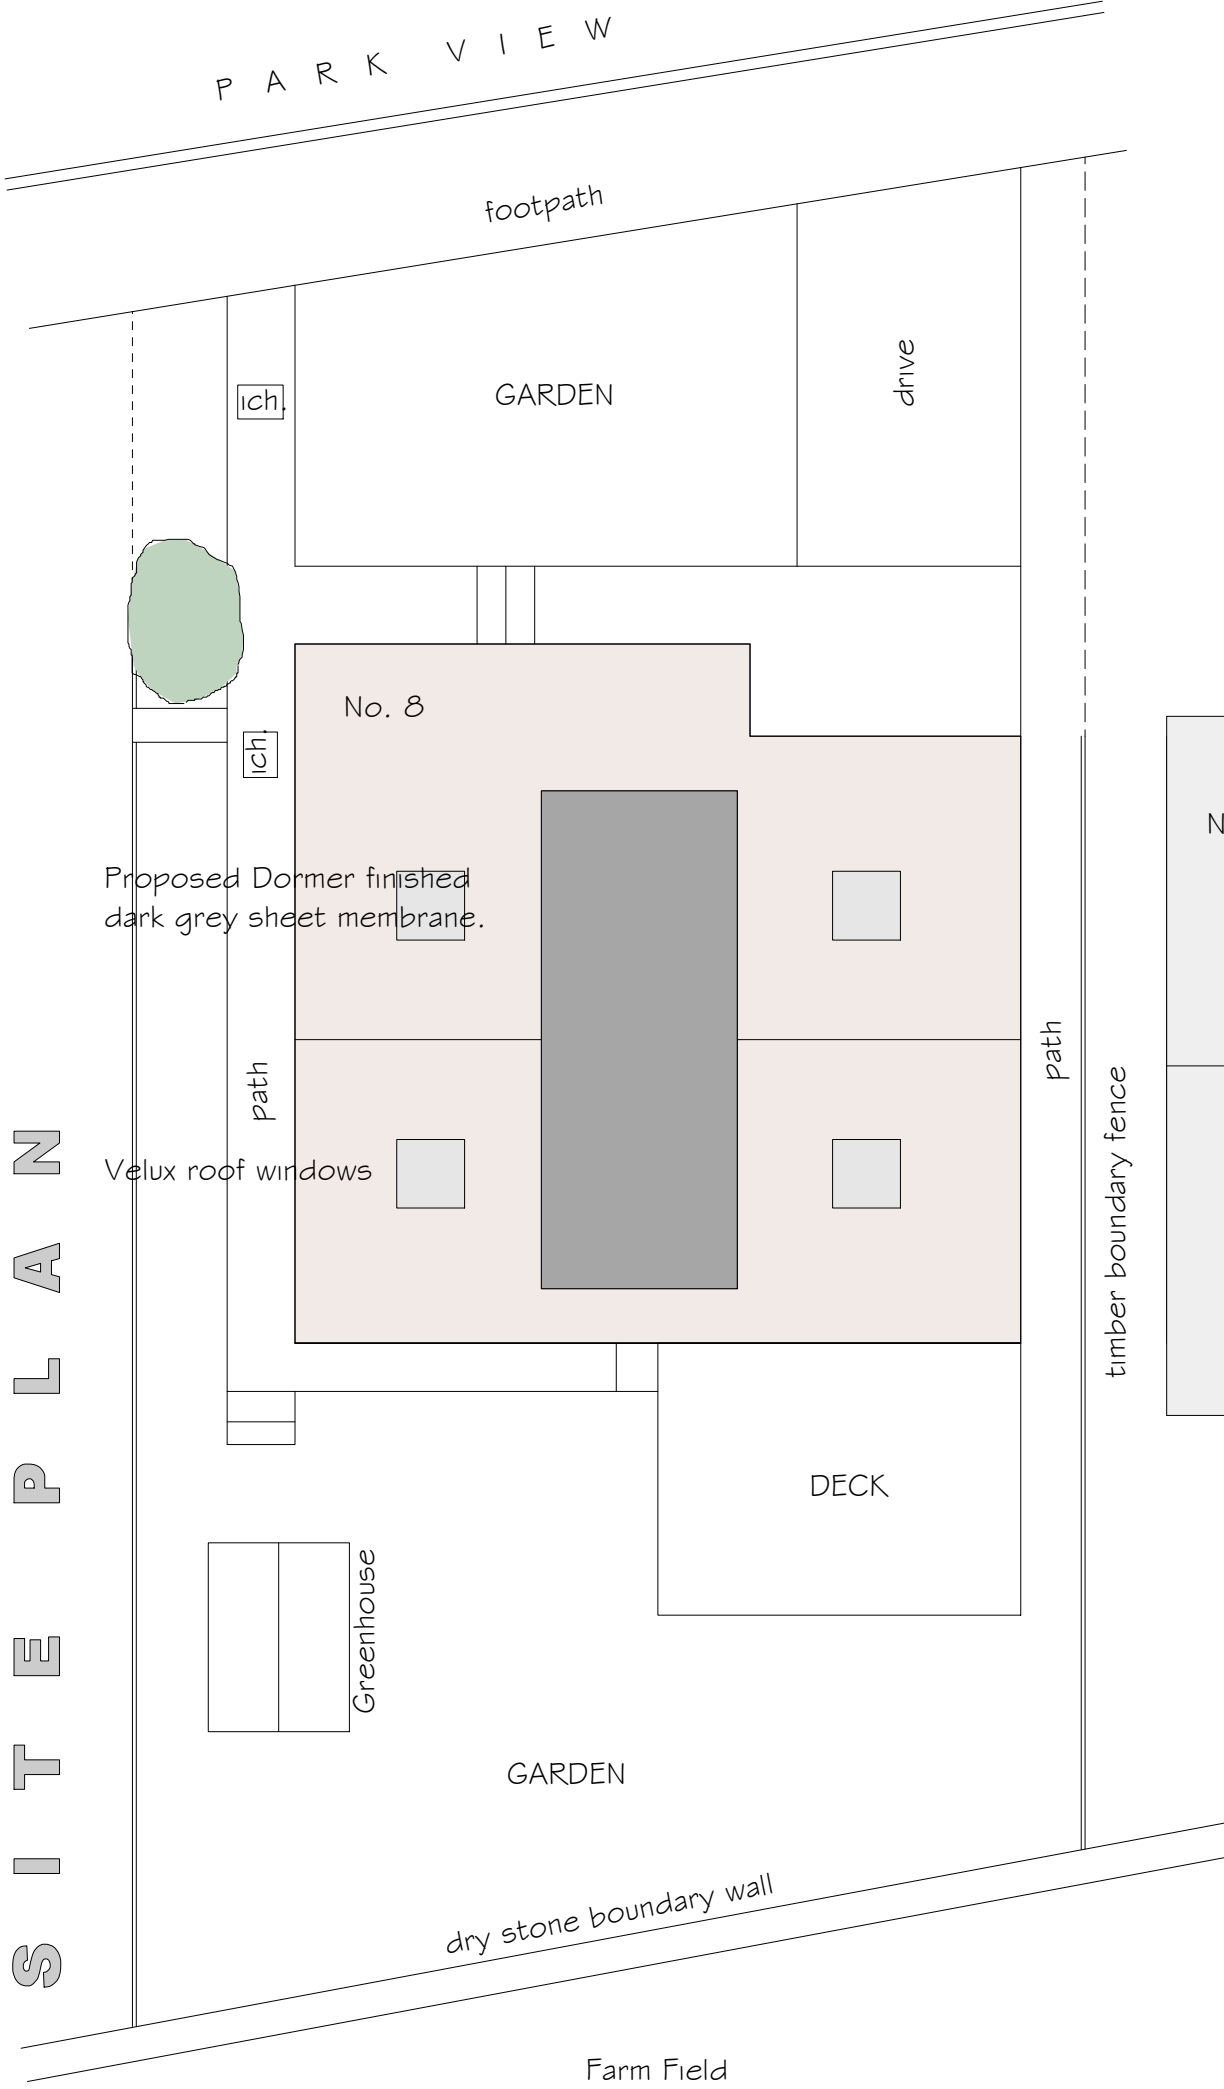 PARK VIEW
footpath
ich.
GARDEN
drive
No. 8
ich.
N
Proposed Dormer finished
dark grey sheet membrane.
path
path
Velux roof windows
timber boundary fence
SITE PLAN
DECK
Greenhouse
GARDEN
dry stone boundary wall
Farm Field